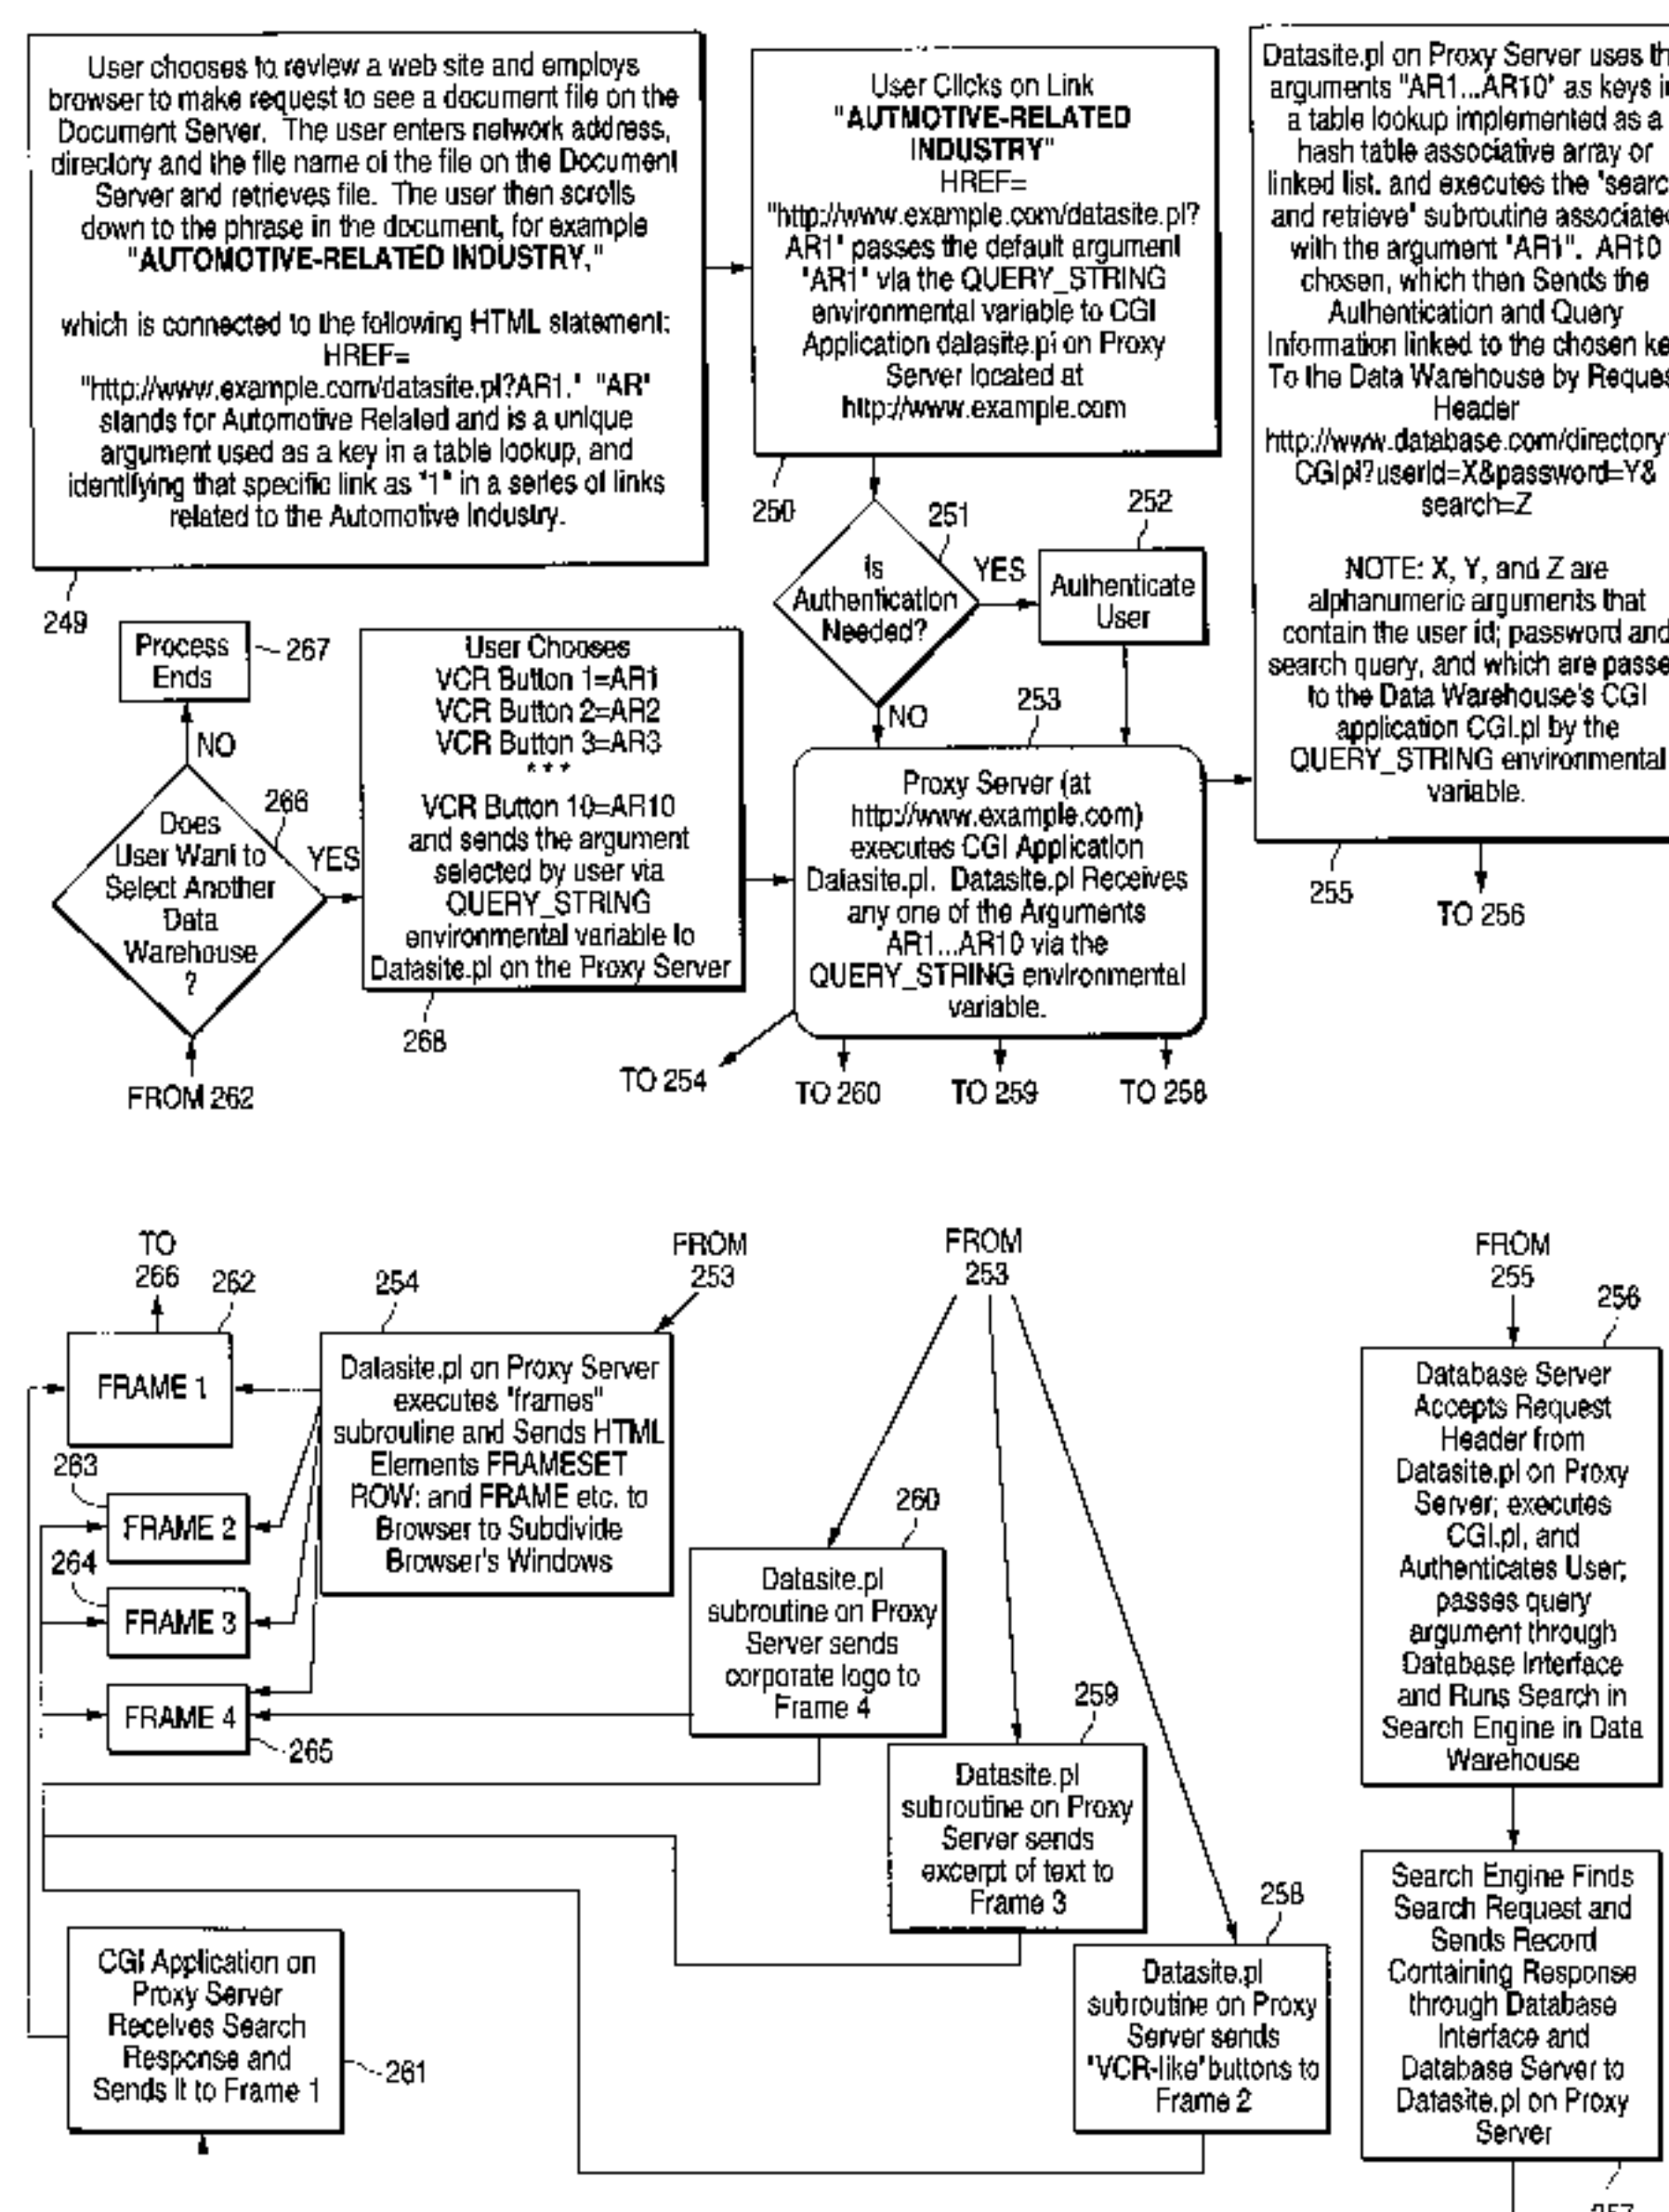 User chooses to review a web site and employs
browser to make request to see a document file on the
Document Server. The user enters network address,
directory and the file name of the file on the Document
Server and retrieves file. The user then scrolls
down to the phrase in the document, for example
"AUTOMOTIVE-RELATED INDUSTRY,"
which is connected to the following HTML statement:
HREF=
"http://www.example.com/datasite.pl?AR1." "AR"
stands for Automotive Related and is a unique
argument used as a key in a table lookup, and
identifying that specific link as "1" in a series of links
related to the Automotive Industry.
249
User Clicks on Link
"AUTMOTIVE-RELATED
INDUSTRY"
HREF=
"http://www.example.com/datasite.pl?
AR1" passes the default argument
"AR1" via the QUERY_STRING
environmental variable to CGI
Application datasite.pl on Proxy
Server located at
http://www.example.com
250
Datasite.pl on Proxy Server uses
arguments "AR1...AR10" as keys
a table lookup implemented as a
hash table associative array or
linked list. and executes the "searc
and retrieve" subroutine associate
with the argument "AR1". AR10
chosen, which then Sends the
Authentication and Query
Information linked to the chosen ke
To the Data Warehouse by Reques
Header
http://www.database.com/directory
CGIpl?userid=X&password=Y&
search=Z
NOTE: X, Y, and Z are
alphanumeric arguments that
contain the user id; password and
search query, and which are passe
to the Data Warehouse's CGI
application CGI.pl by the
QUERY_STRING environmental
variable.
255
TO 256
251
Is
Authentication
Needed?
YES
NO
252
Authenticate
User
Process
Ends
267
NO
266
Does
User Want to
Select Another
Data
Warehouse
?
YES
FROM 262
User Chooses
VCR Button 1=AR1
VCR Button 2=AR2
VCR Button 3=AR3
* * *
VCR Button 10=AR10
and sends the argument
selected by user via
QUERY_STRING
environmental variable to
Datasite.pl on the Proxy Server
268
253
Proxy Server (at
http://www.example.com)
executes CGI Application
Datasite.pl. Datasite.pl Receives
any one of the Arguments
AR1...AR10 via the
QUERY_STRING environmental
variable.
TO 254
TO 260
TO 259
TO 258
TO
266
262
FRAME 1
263
FRAME 2
264
FRAME 3
FRAME 4
265
254
FROM
253
Datasite.pl on Proxy Server
executes "frames"
subroutine and Sends HTML
Elements FRAMESET
ROW: and FRAME etc. to
Browser to Subdivide
Browser's Windows
FROM
253
260
Datasite.pl
subroutine on Proxy
Server sends
corporate logo to
Frame 4
259
Datasite.pl
subroutine on Proxy
Server sends
excerpt of text to
Frame 3
258
Datasite.pl
subroutine on Proxy
Server sends
"VCR-like" buttons to
Frame 2
CGI Application on
Proxy Server
Receives Search
Response and
Sends It to Frame 1
261
FROM
255
256
Database Server
Accepts Request
Header from
Datasite.pl on Proxy
Server; executes
CGI.pl, and
Authenticates User;
passes query
argument through
Database Interface
and Runs Search in
Search Engine in Data
Warehouse
Search Engine Finds
Search Request and
Sends Record
Containing Response
through Database
Interface and
Database Server to
Datasite.pl on Proxy
Server